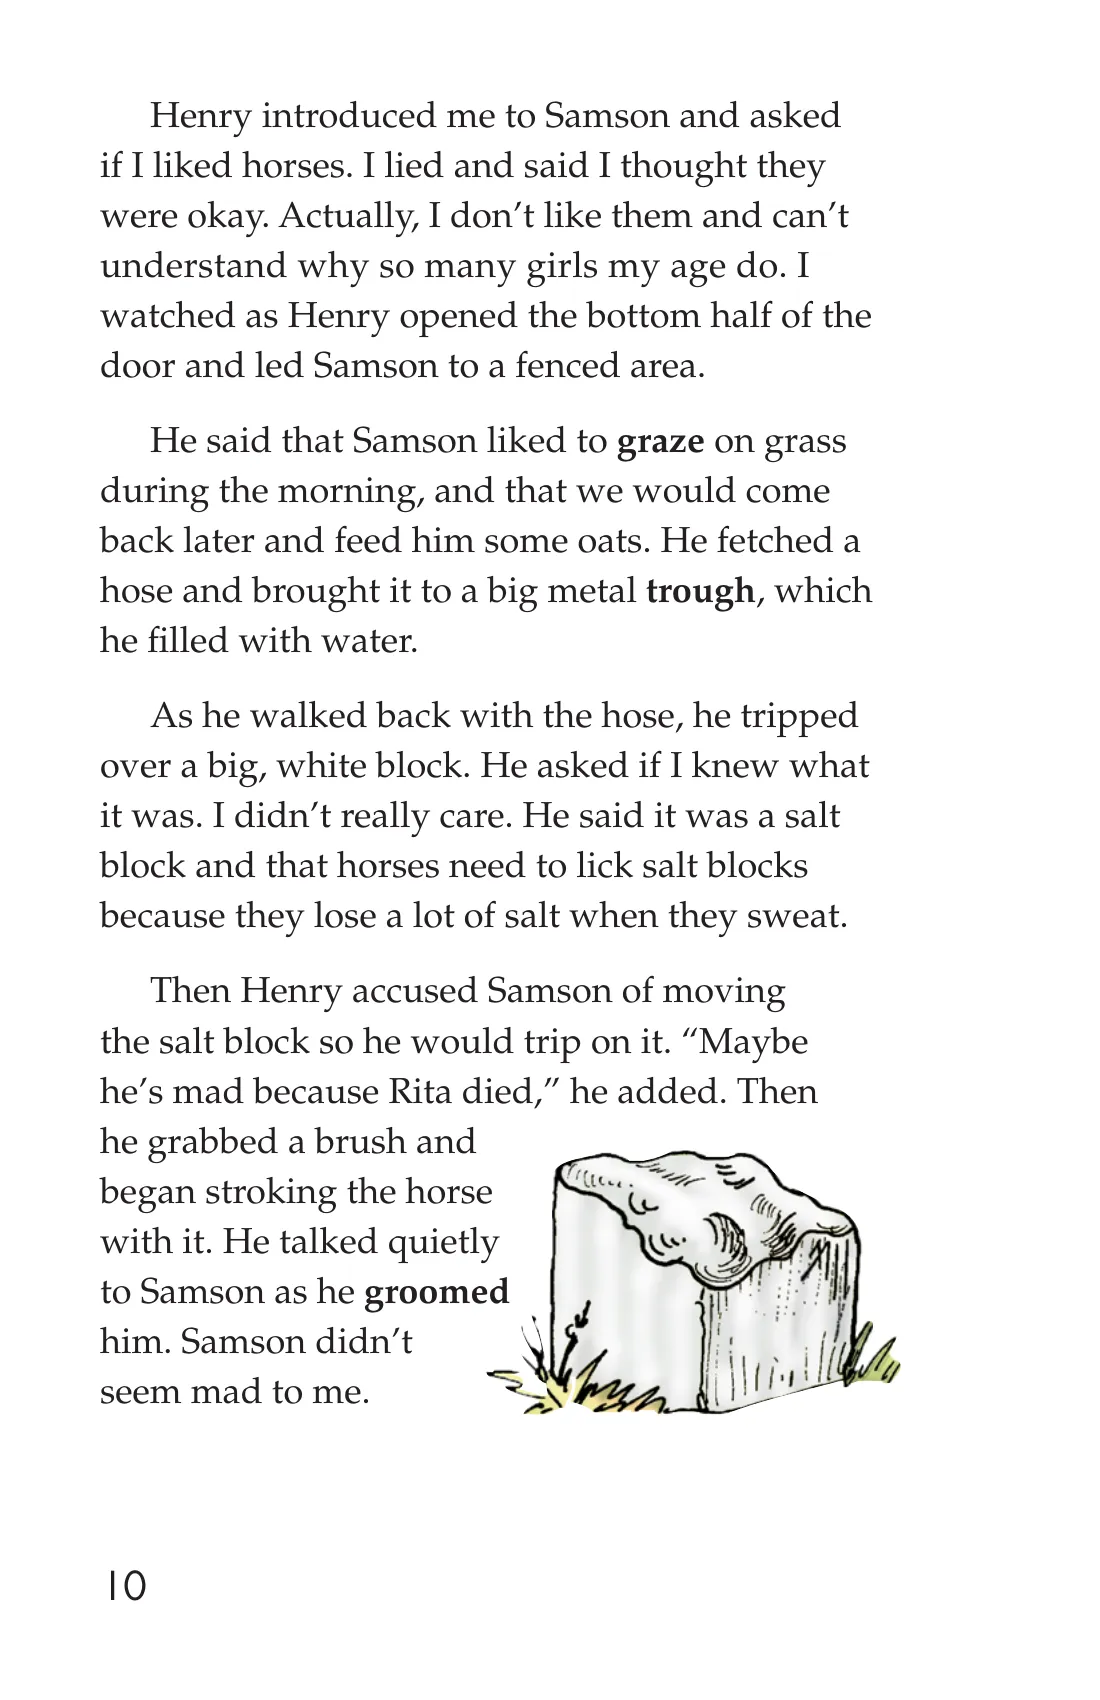 Henry introduced me to Samson and asked
if I liked horses. I lied and said I thought they
were okay. Actually, I don’t like them and can’t
understand why so many girls my age do. I
watched as Henry opened the bottom half of the
door and led Samson to a fenced area.
He said that Samson liked to graze on grass
during the morning, and that we would come
back later and feed him some oats. He fetched a
hose and brought it to a big metal trough, which
he filled with water.
As he walked back with the hose, he tripped
over a big, white block. He asked if I knew what
it was. I didn’t really care. He said it was a salt
block and that horses need to lick salt blocks
because they lose a lot of salt when they sweat.
Then Henry accused Samson of moving
the salt block so he would trip on it. “Maybe
he’s mad because Rita died,” he added. Then
he grabbed a brush and
began stroking the horse
with it. He talked quietly
to Samson as he groomed
him. Samson didn’t
seem mad to me.
10